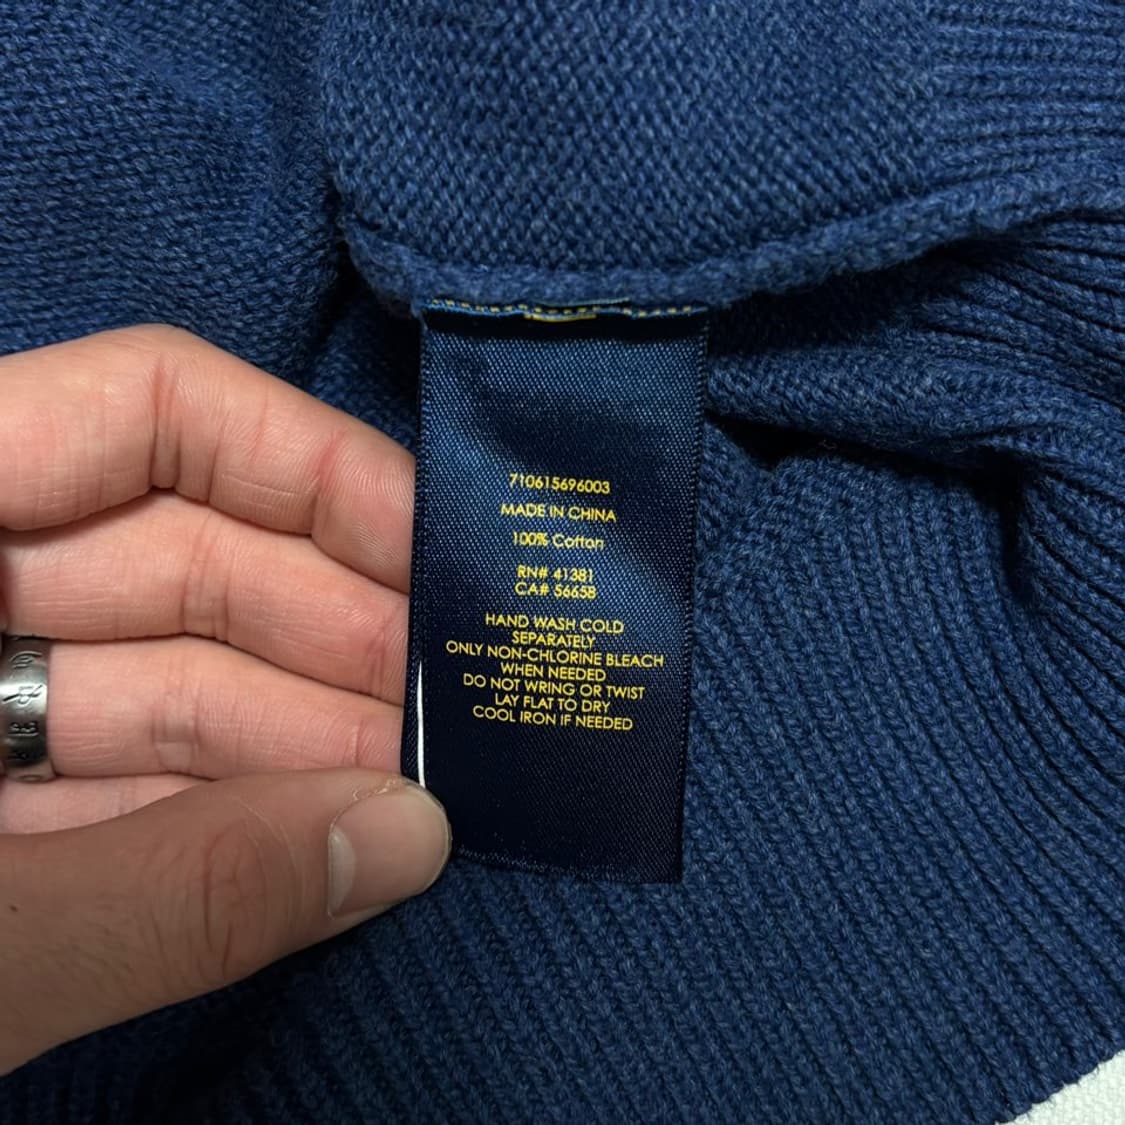 710615696003
MADE IN CHINA
100% Cotton
RN# 41381
CA# 56658
HAND WASH COLD
SEPARATELY
ONLY NON-CHLORINE BLEACH
WHEN NEEDED
DO NOT WRING OR TWIST
LAY FLAT TO DRY
COOL IRON IF NEEDED